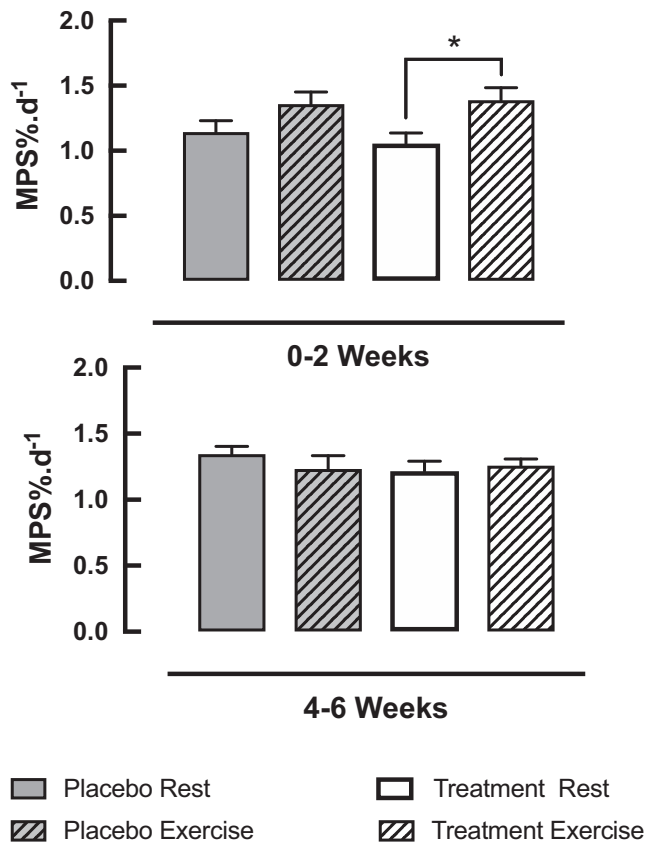 2.0
*
1.5
1.0
0.5
0.0
MPS%.d-1
0-2 Weeks
2.0
1.5
1.0
0.5
0.0
MPS%.d-1
4-6 Weeks
Placebo Rest
Treatment Rest
Placebo Exercise
Treatment Exercise